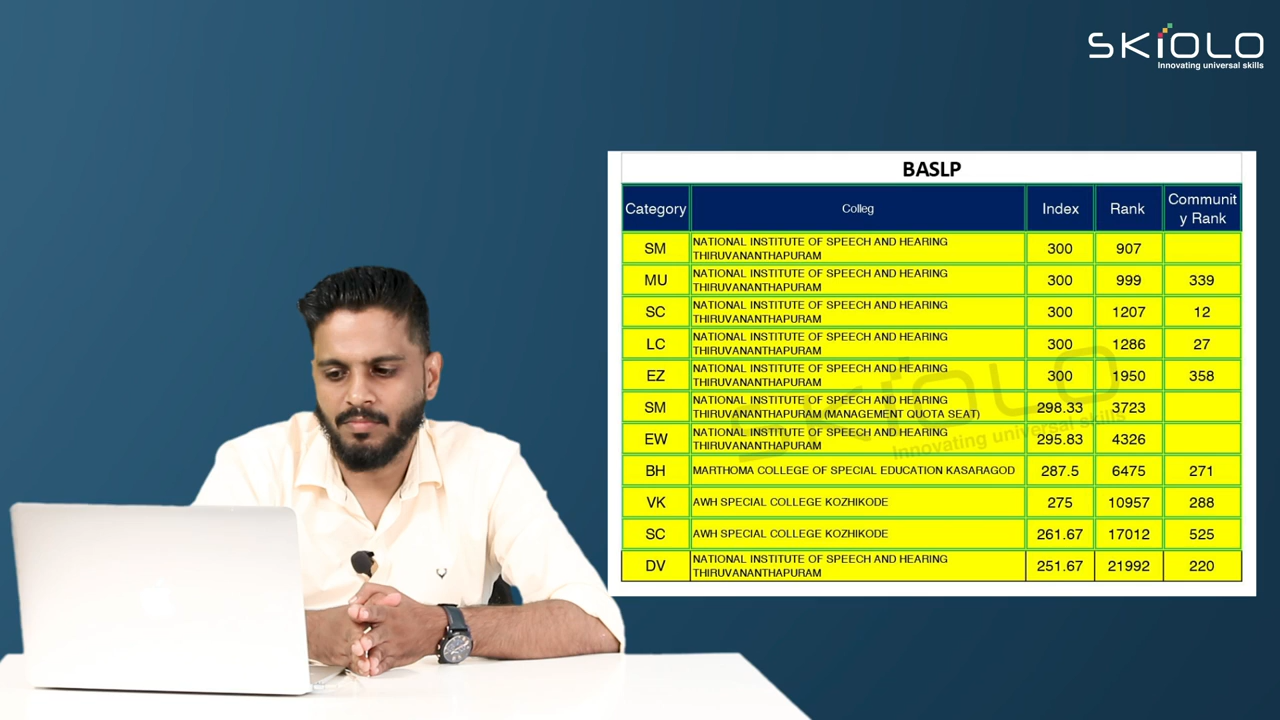 SKiOLO
Innovating universal skills
BASLP
Category Colleg Index Rank Communit
y Rank
SM NATIONAL INSTITUTE OF SPEECH AND HEARING
THIRUVANANTHAPURAM 300 907
MU NATIONAL INSTITUTE OF SPEECH AND HEARING
THIRUVANANTHAPURAM 300 999 339
SC NATIONAL INSTITUTE OF SPEECH AND HEARING
THIRUVANANTHAPURAM 300 1207 12
LC NATIONAL INSTITUTE OF SPEECH AND HEARING
THIRUVANANTHAPURAM 300 1286 27
EZ NATIONAL INSTITUTE OF SPEECH AND HEARING
THIRUVANANTHAPURAM 300 1950 358
SM NATIONAL INSTITUTE OF SPEECH AND HEARING
THIRUVANANTHAPURAM (MANAGEMENT QUOTA SEAT) 298.33 3723
EW NATIONAL INSTITUTE OF SPEECH AND HEARING
THIRUVANANTHAPURAM 295.83 4326
BH MARTHOMA COLLEGE OF SPECIAL EDUCATION KASARAGOD 287.5 6475 271
VK AWH SPECIAL COLLEGE KOZHIKODE 275 10957 288
SC AWH SPECIAL COLLEGE KOZHIKODE 261.67 17012 525
DV NATIONAL INSTITUTE OF SPEECH AND HEARING
THIRUVANANTHAPURAM 251.67 21992 220
SKiOLO
Innovating universal skills